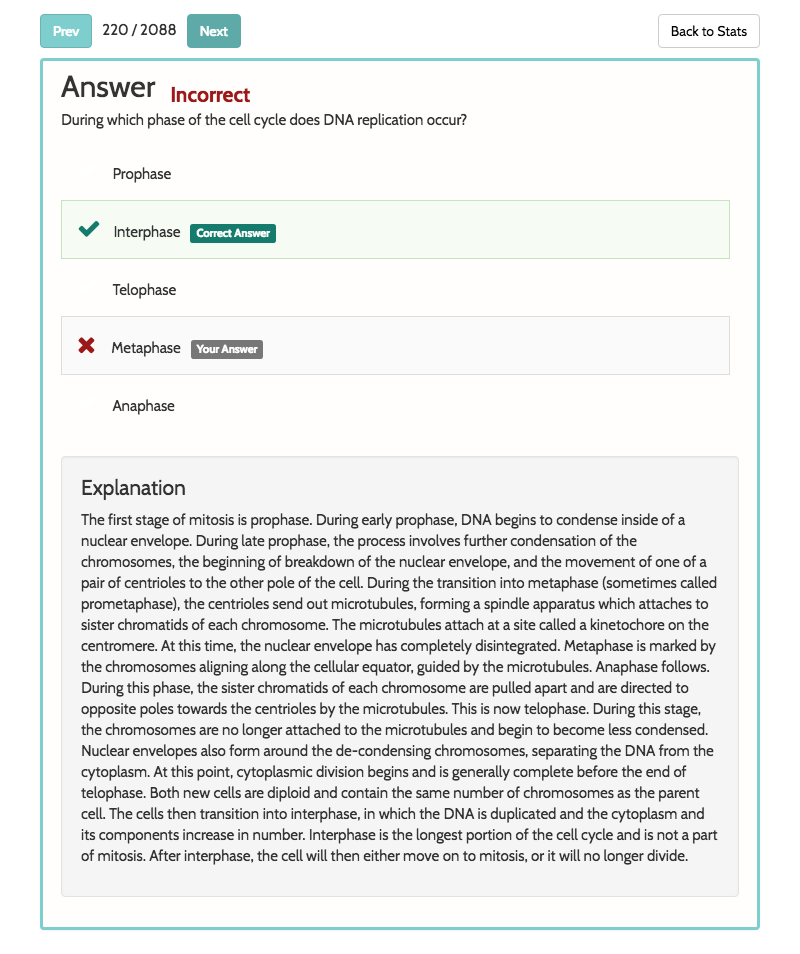 Prev 220 / 2088 Next Back to Stats
Answer Incorrect
During which phase of the cell cycle does DNA replication occur?
Prophase
Interphase Correct Answer
Telophase
Metaphase Your Answer
Anaphase
Explanation
The first stage of mitosis is prophase. During early prophase, DNA begins to condense inside of a
nuclear envelope. During late prophase, the process involves further condensation of the
chromosomes, the beginning of breakdown of the nuclear envelope, and the movement of one of a
pair of centrioles to the other pole of the cell. During the transition into metaphase (sometimes called
prometaphase), the centrioles send out microtubules, forming a spindle apparatus which attaches to
sister chromatids of each chromosome. The microtubules attach at a site called a kinetochore on the
centromere. At this time, the nuclear envelope has completely disintegrated. Metaphase is marked by
the chromosomes aligning along the cellular equator, guided by the microtubules. Anaphase follows.
During this phase, the sister chromatids of each chromosome are pulled apart and are directed to
opposite poles towards the centrioles by the microtubules. This is now telophase. During this stage,
the chromosomes are no longer attached to the microtubules and begin to become less condensed.
Nuclear envelopes also form around the de-condensing chromosomes, separating the DNA from the
cytoplasm. At this point, cytoplasmic division begins and is generally complete before the end of
telophase. Both new cells are diploid and contain the same number of chromosomes as the parent
cell. The cells then transition into interphase, in which the DNA is duplicated and the cytoplasm and
its components increase in number. Interphase is the longest portion of the cell cycle and is not a part
of mitosis. After interphase, the cell will then either move on to mitosis, or it will no longer divide.